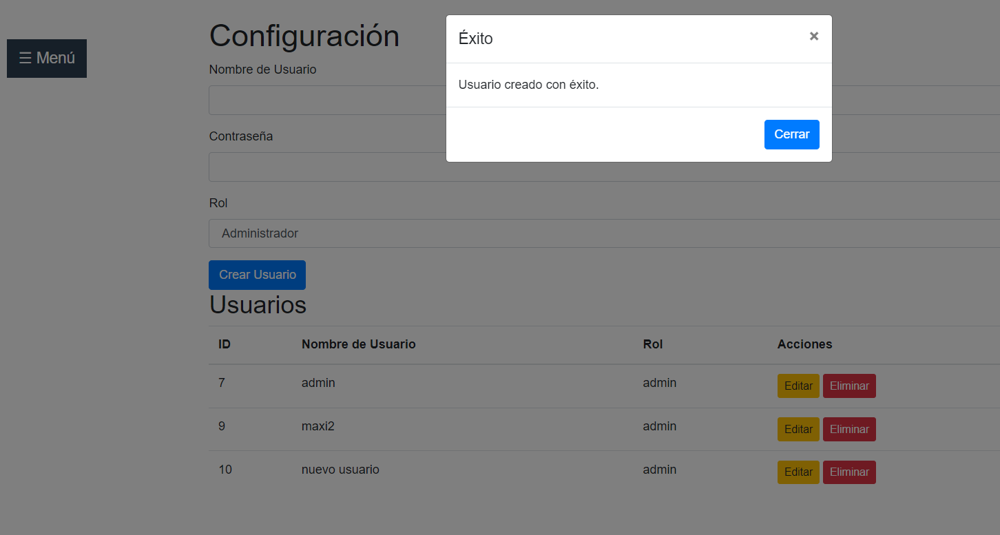 ☰ Menú
Configuración
Nombre de Usuario
Contraseña
Rol
Administrador
Crear Usuario
Éxito ×
Usuario creado con éxito.
Cerrar
Usuarios
ID Nombre de Usuario Rol Acciones
7 admin admin Editar Eliminar
9 maxi2 admin Editar Eliminar
10 nuevo usuario admin Editar Eliminar